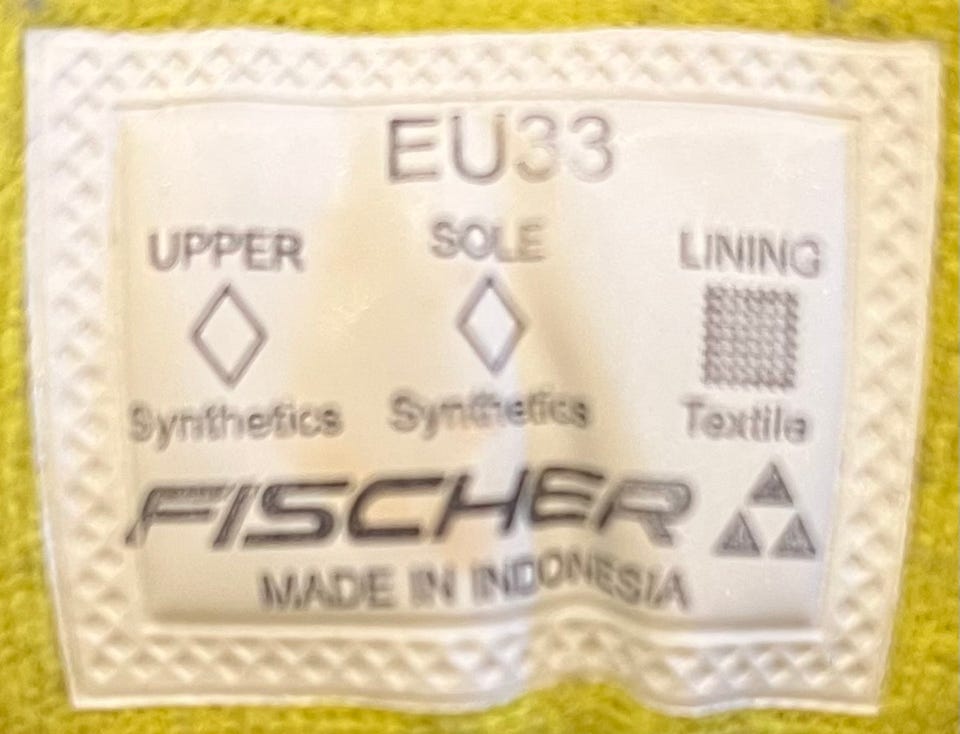 EU33
UPPER SOLE LINING
Synthetics Synthetics Textile
FISCHER
MADE IN INDONESIA